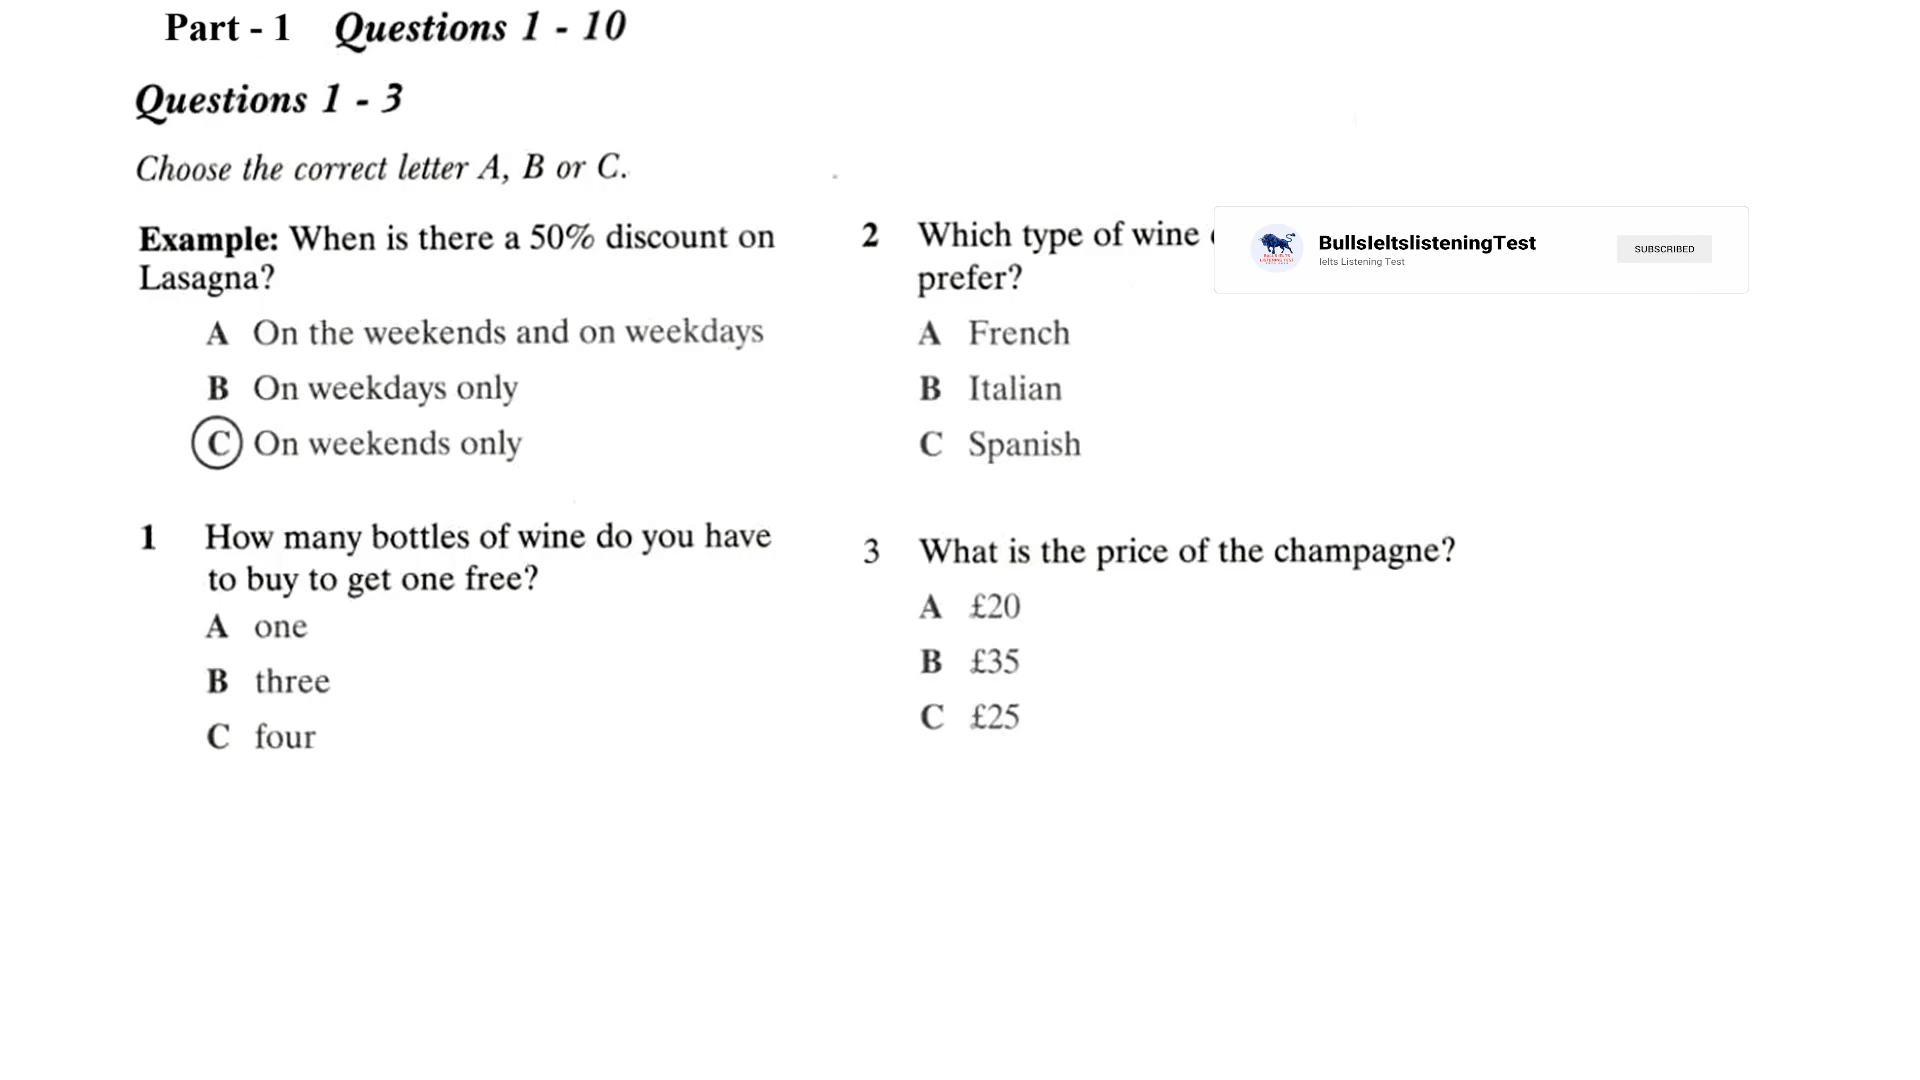 Part - 1 Questions 1 - 10
Questions 1 - 3
Choose the correct letter A, B or C.
Example: When is there a 50% discount on
Lasagna?
A On the weekends and on weekdays
B On weekdays only
C On weekends only
1 How many bottles of wine do you have
to buy to get one free?
A one
B three
C four
2 Which type of wine
prefer?
A French
B Italian
C Spanish
3 What is the price of the champagne?
A £20
B £35
C £25
BullsIeltslisteningTest
Ielts Listening Test
SUBSCRIBED